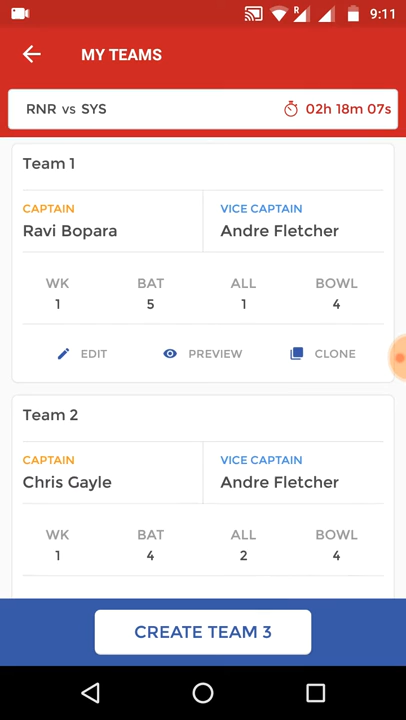 R 9:11
MY TEAMS
RNR vs SYS 02h 18m 07s
Team 1
CAPTAIN VICE CAPTAIN
Ravi Bopara Andre Fletcher
WK BAT ALL BOWL
1 5 1 4
EDIT PREVIEW CLONE
Team 2
CAPTAIN VICE CAPTAIN
Chris Gayle Andre Fletcher
WK BAT ALL BOWL
1 4 2 4
CREATE TEAM 3